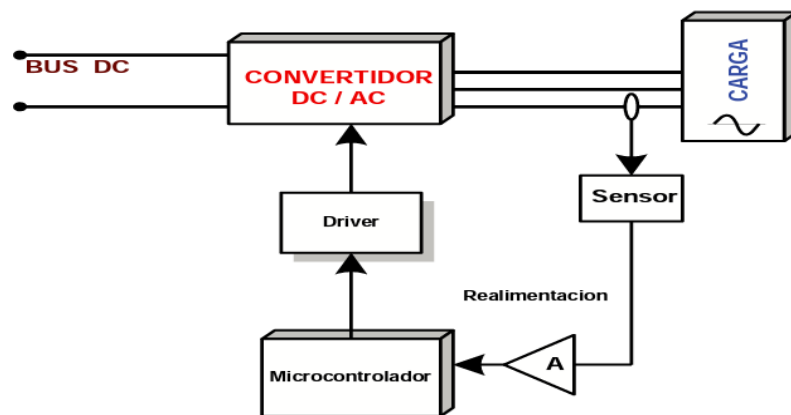 BUS DC
CONVERTIDOR
DC / AC
CARGA
Driver
Sensor
Realimentacion
Microcontrolador
A